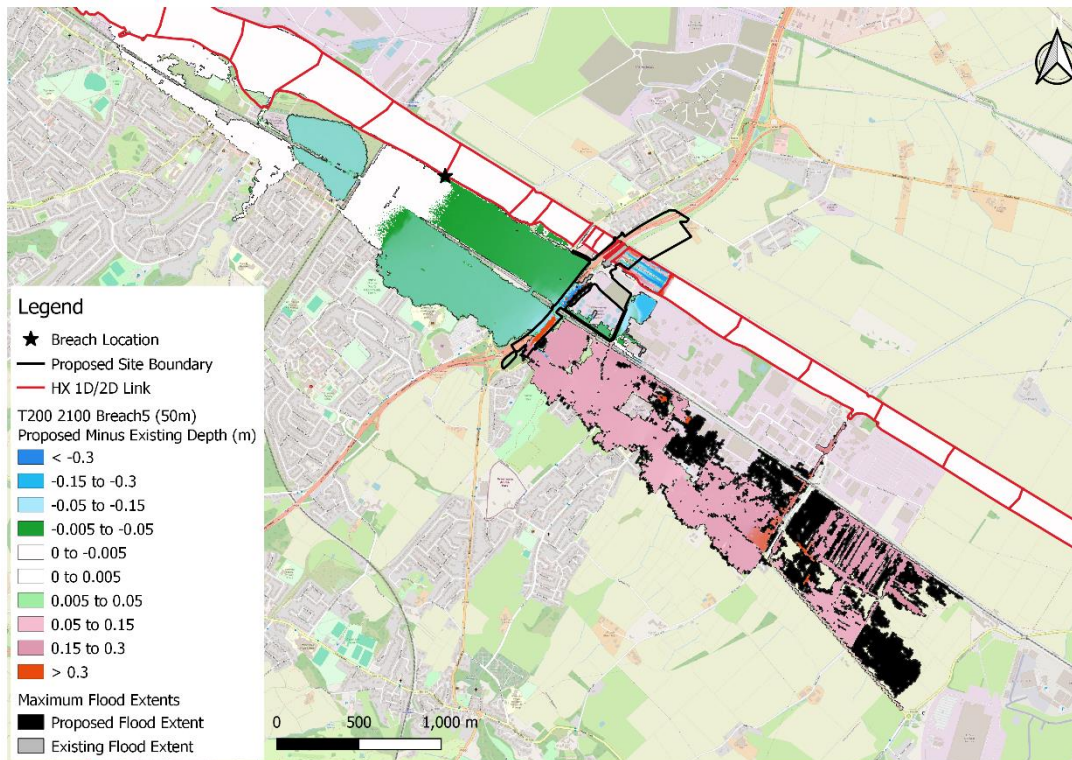 Legend
Breach Location
Proposed Site Boundary
HX 1D/2D Link
T200 2100 Breach5 (50m)
Proposed Minus Existing Depth (m)
< -0.3
-0.15 to -0.3
-0.05 to -0.15
-0.005 to -0.05
0 to -0.005
0 to 0.005
0.005 to 0.05
0.05 to 0.15
0.15 to 0.3
> 0.3
Maximum Flood Extents
Proposed Flood Extent
Existing Flood Extent
0 500 1,000 m